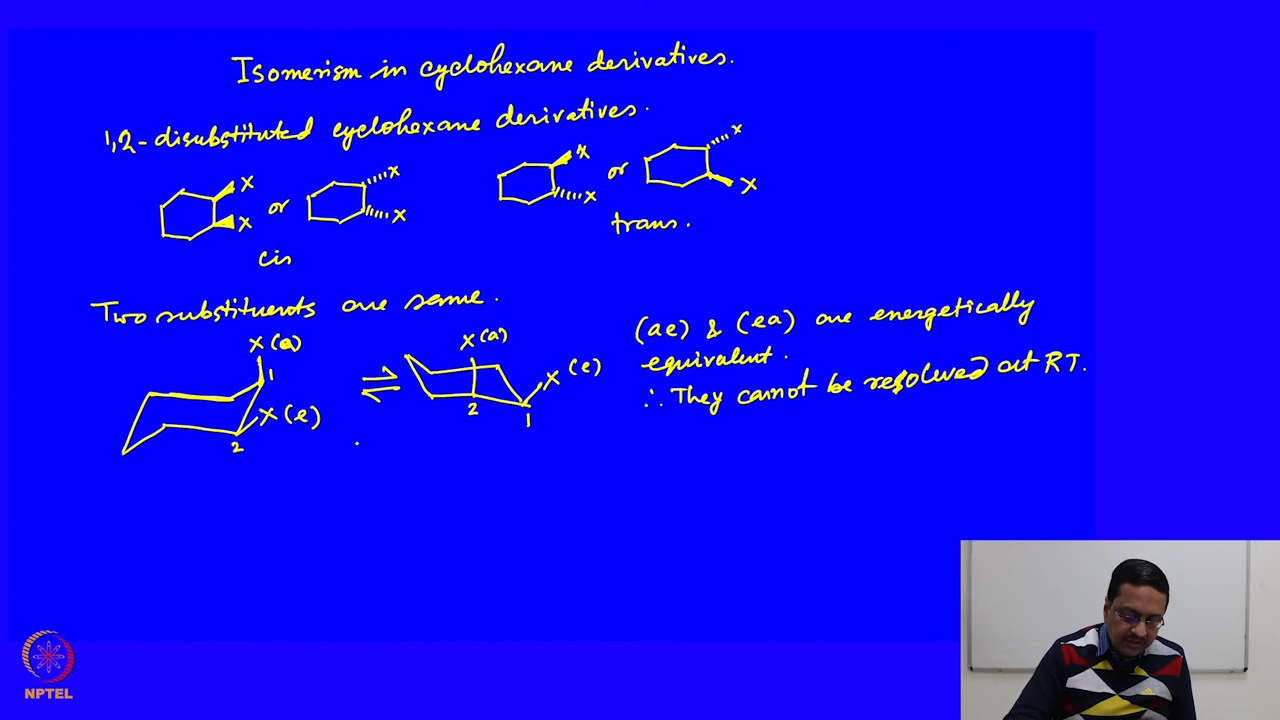 Isomerism in cyclohexane derivatives.
1,2-disubstituted cyclohexane derivatives.
X
X
or
X
X
cis
X
X
or
X
X
trans.
Two substituents are same.
X (a)
1
X (e)
2
X (a)
X (e)
2
1
(ae) & (ea) are energetically
equivalent.
∴ They cannot be resolved at RT.
NPTEL